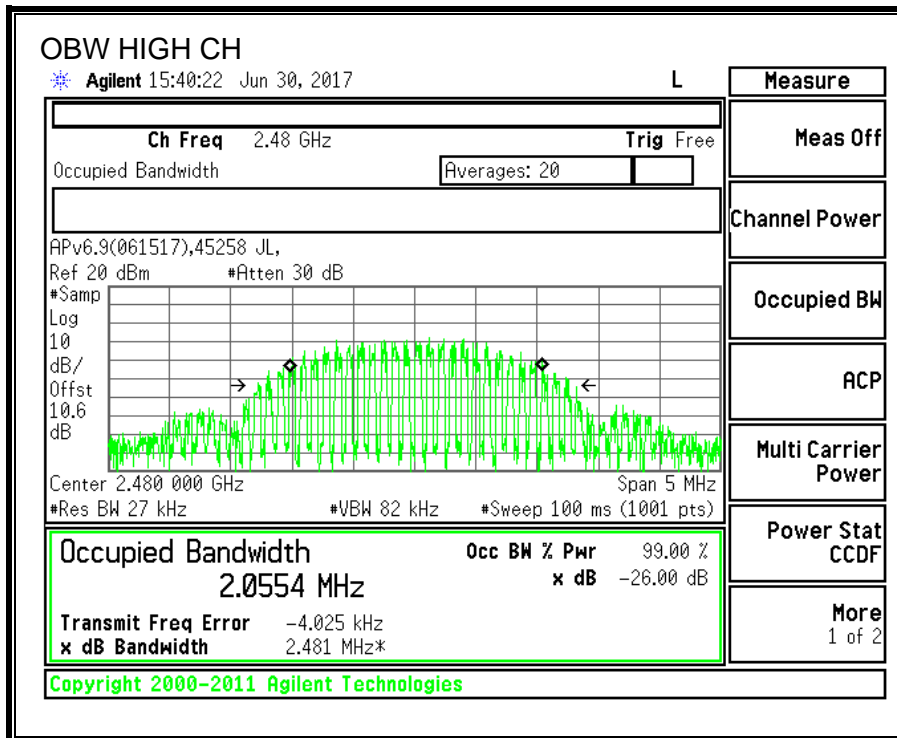 OBW HIGH CH
Agilent 15:40:22 Jun 30, 2017 L Measure
Ch Freq 2.48 GHz Trig Free
Meas Off
Occupied Bandwidth Averages: 20
Channel Power
APv6.9(061517),45258 JL,
Ref 20 dBm #Atten 30 dB
#Samp
Log
10
dB/
Offst
10.6
dB
Occupied BW
ACP
Multi Carrier
Power
Center 2.480 000 GHz Span 5 MHz
#Res BW 27 kHz #VBW 82 kHz #Sweep 100 ms (1001 pts)
Power Stat
CCDF
Occupied Bandwidth Occ BW % Pwr 99.00 %
2.0554 MHz x dB -26.00 dB
Transmit Freq Error -4.025 kHz
x dB Bandwidth 2.481 MHz*
More
1 of 2
Copyright 2000-2011 Agilent Technologies